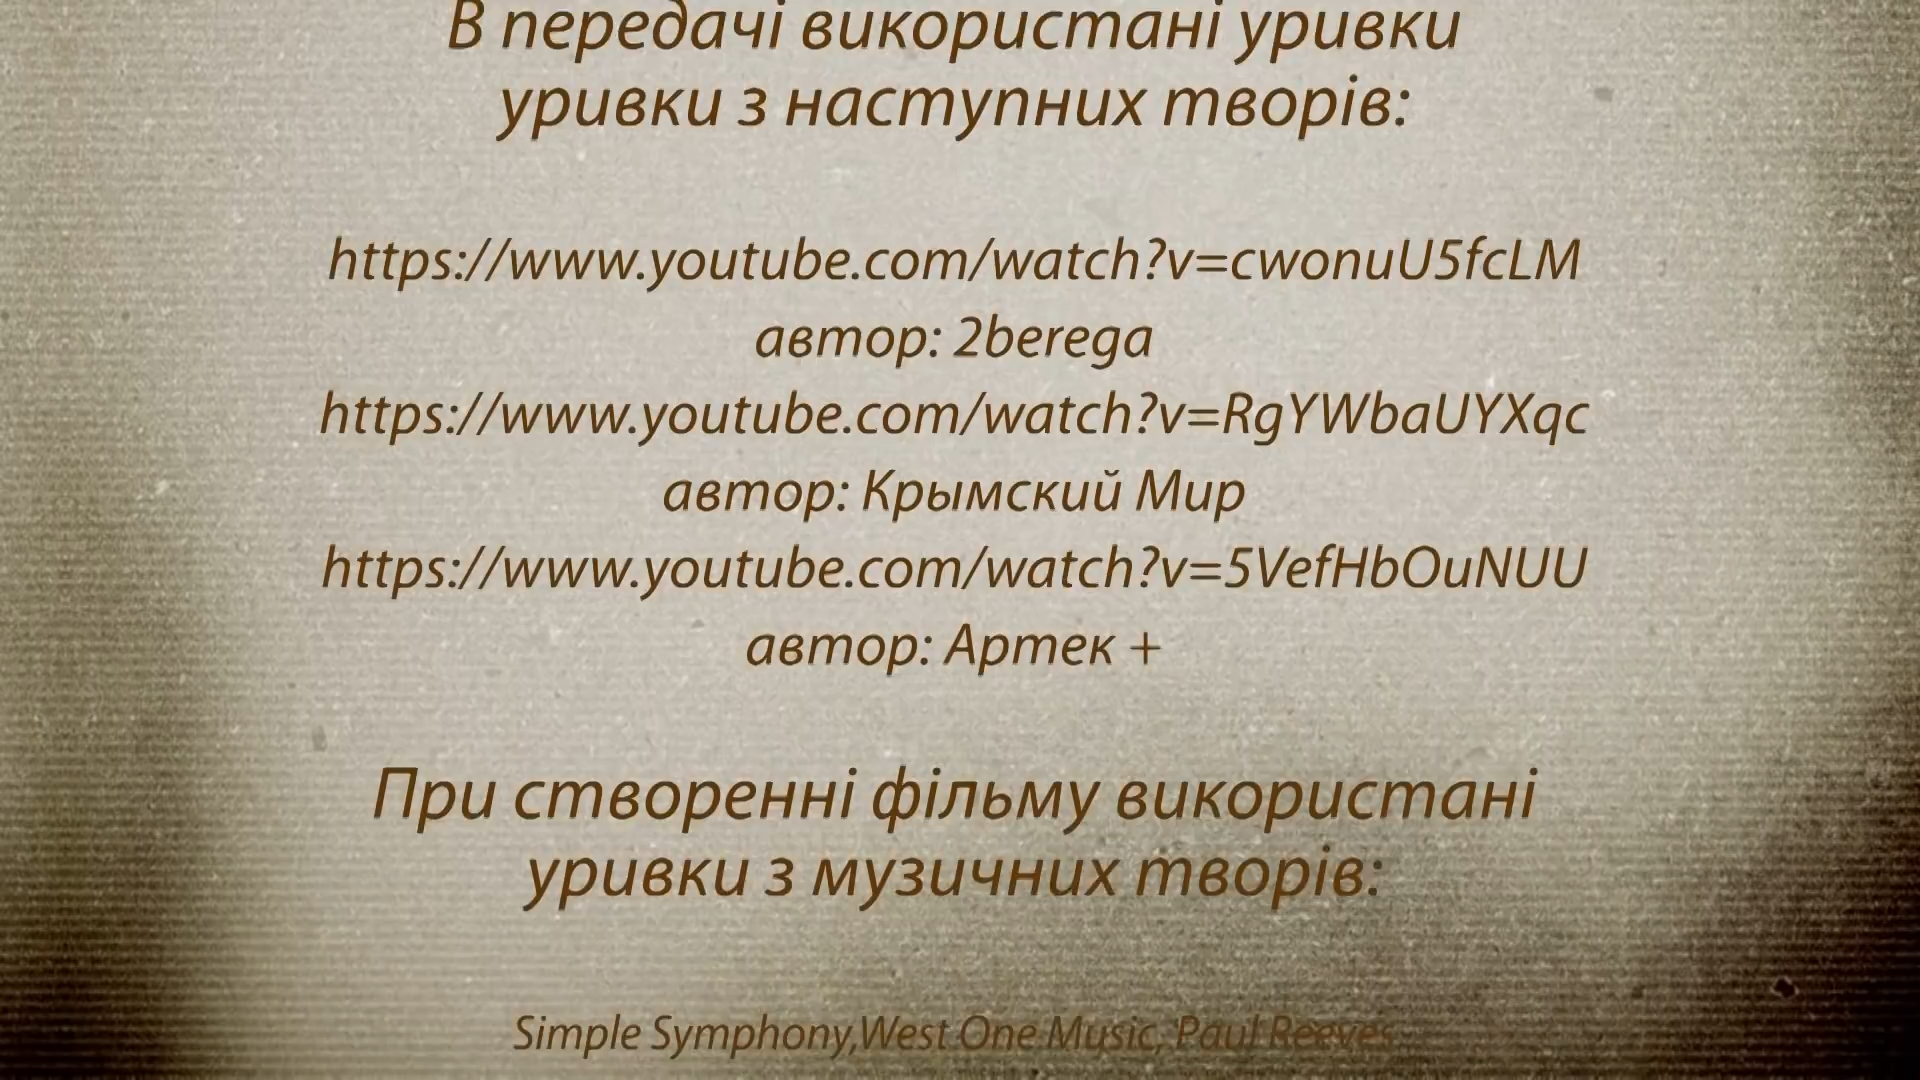 В передачі використані уривки
уривки з наступних творів:
https://www.youtube.com/watch?v=cwonuU5fcLM
автор: 2berega
https://www.youtube.com/watch?v=RgYWbaUYXqc
автор: Крымский Мир
https://www.youtube.com/watch?v=5VefHbOuNUU
автор: Артек +
При створенні фільму використані
уривки з музичних творів:
Simple Symphony,West One Music, Paul Reeves